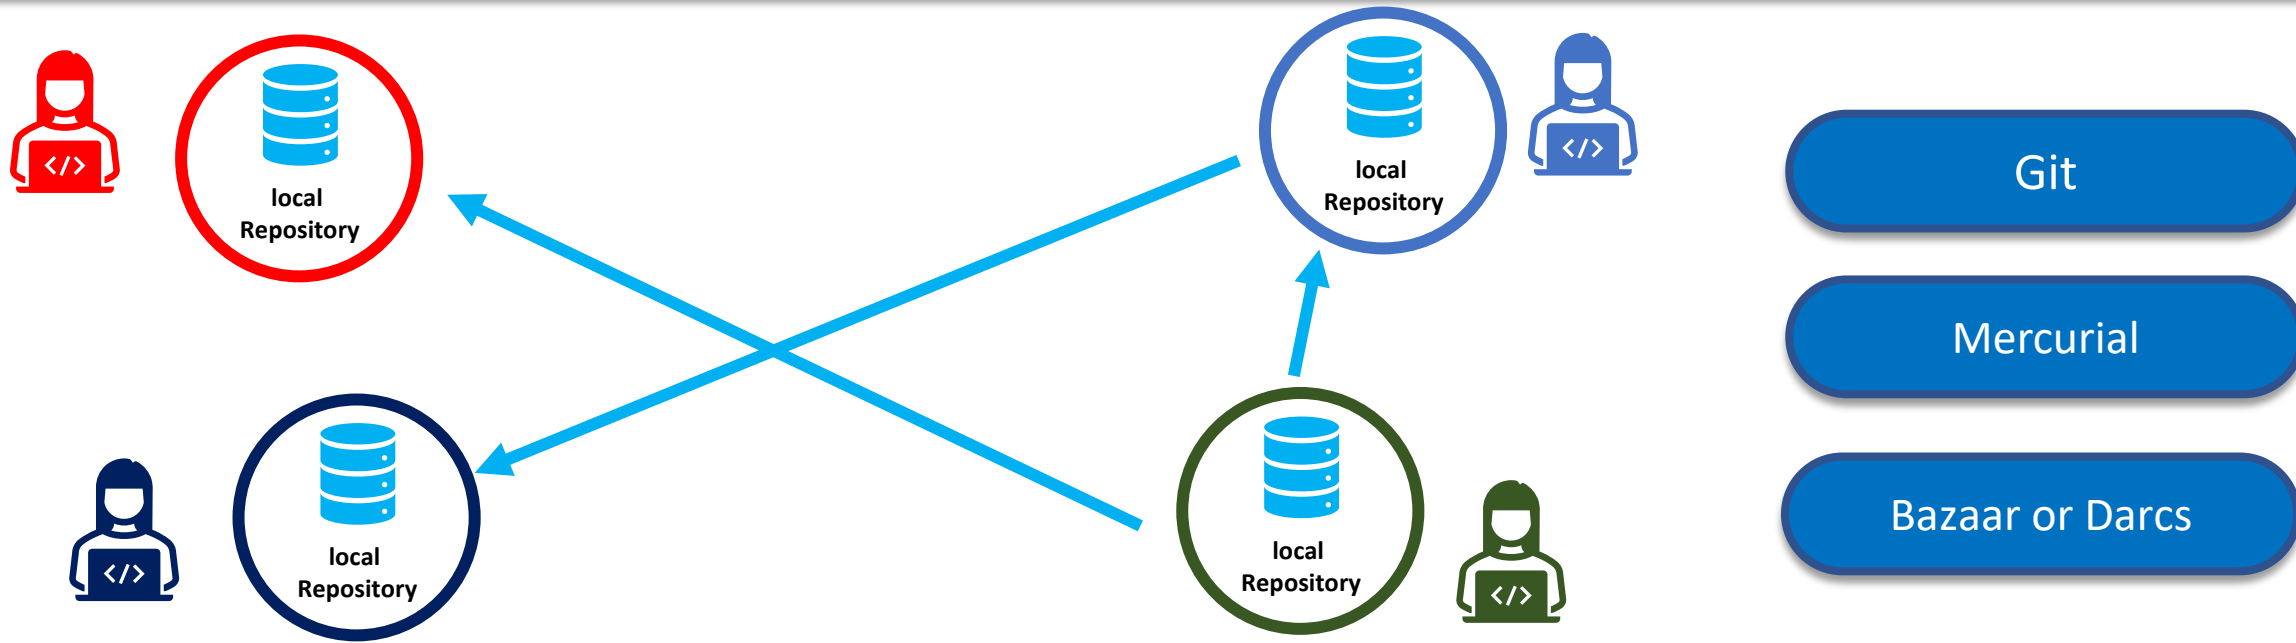 </>
local
Repository
local
Repository
</>
Git
Mercurial
</>
local
Repository
local
Repository
</>
Bazaar or Darcs